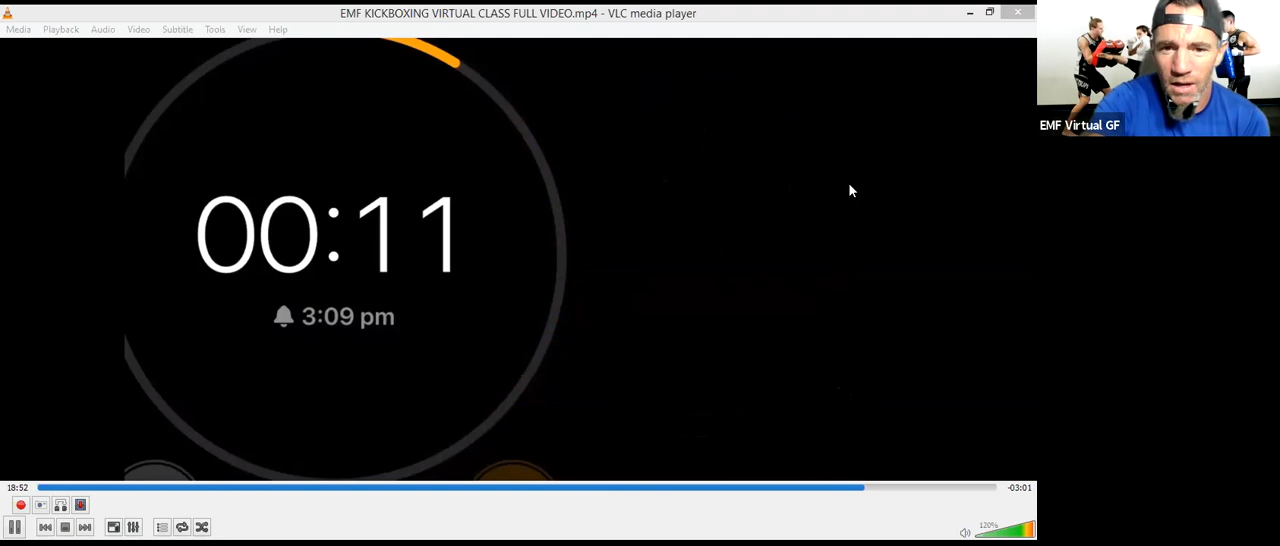 EMF KICKBOXING VIRTUAL CLASS FULL VIDEO.mp4 - VLC media player
Media Playback Audio Video Subtitle Tools View Help
00:11
3:09 pm
EMF Virtual GF
18:52
-03:01
120%